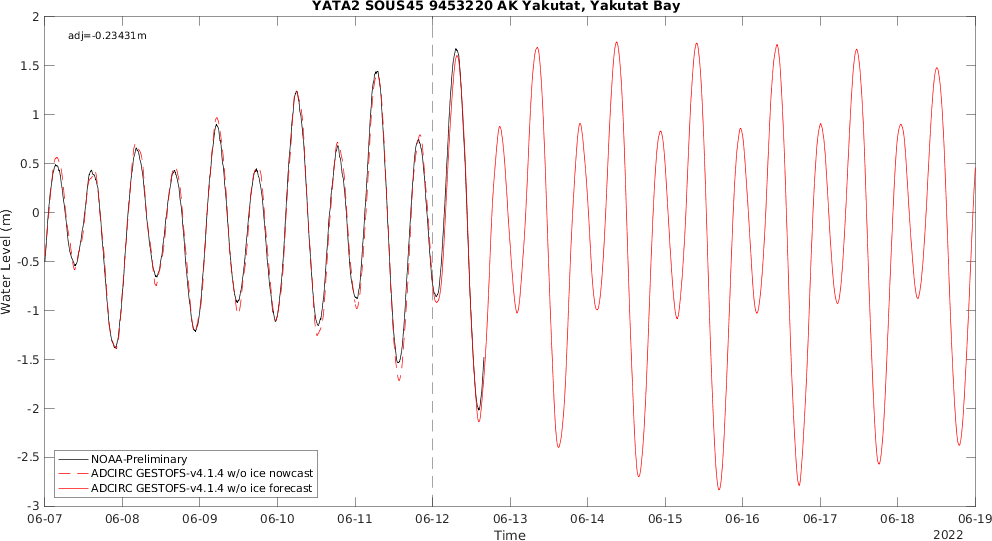 YATA2 SOUS45 9453220 AK Yakutat, Yakutat Bay
adj=-0.23431m
2
1.5
1
0.5
0
-0.5
-1
-1.5
-2
-2.5
-3
Water Level (m)
NOAA-Preliminary
ADCIRC GESTOFS-v4.1.4 w/o ice nowcast
ADCIRC GESTOFS-v4.1.4 w/o ice forecast
06-07 06-08 06-09 06-10 06-11 06-12 06-13 06-14 06-15 06-16 06-17 06-18 06-19
Time
2022